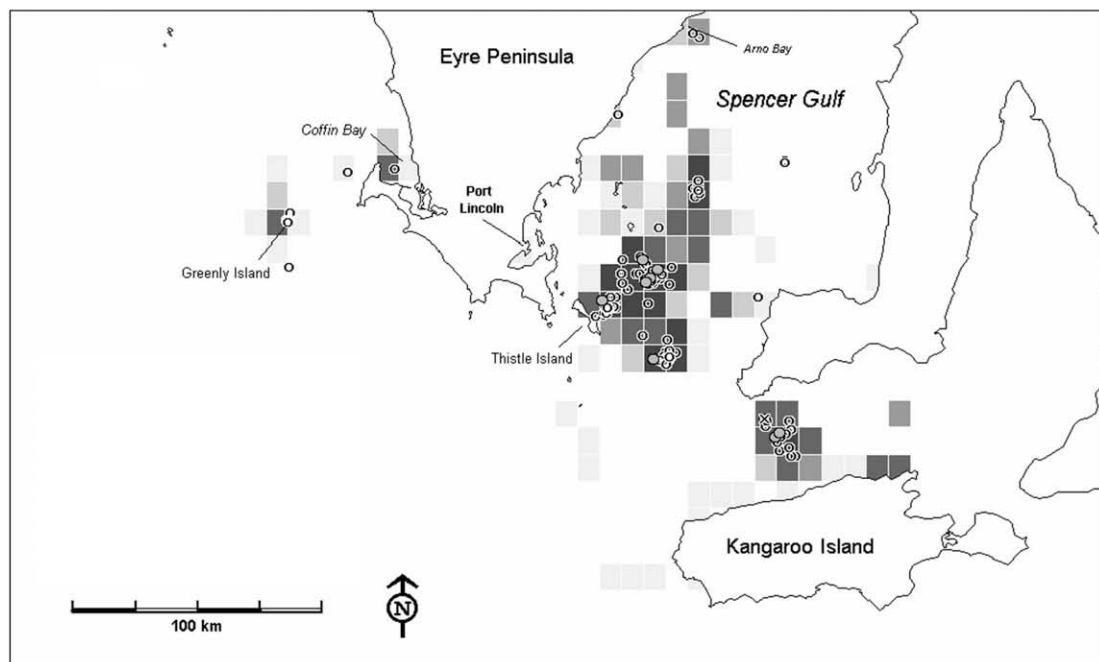 Arno Bay
Eyre Peninsula
Spencer Gulf
Coffin Bay
Port
Lincoln
Greenly Island
Thistle Island
Kangaroo Island
N
100 km